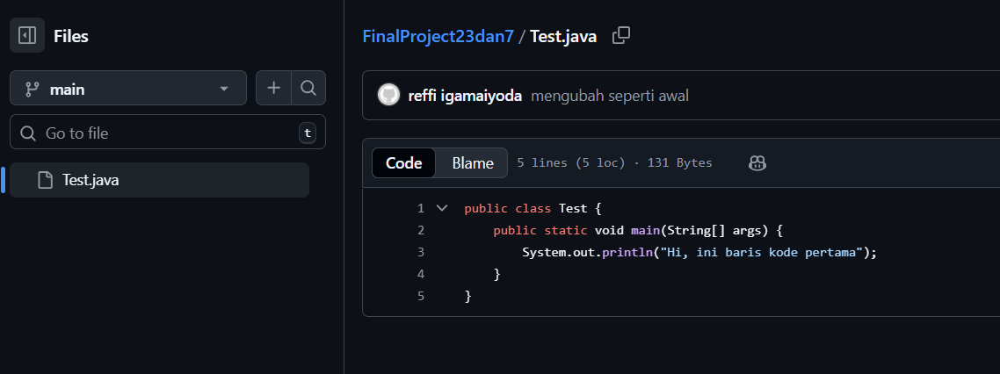 Files
main
Go to file
t
Test.java
FinalProject23dan7 / Test.java
reffi igamaiyoda mengubah seperti awal
Code Blame 5 lines (5 loc) · 131 Bytes
1 public class Test {
2 public static void main(String[] args) {
3 System.out.println("Hi, ini baris kode pertama");
4 }
5 }